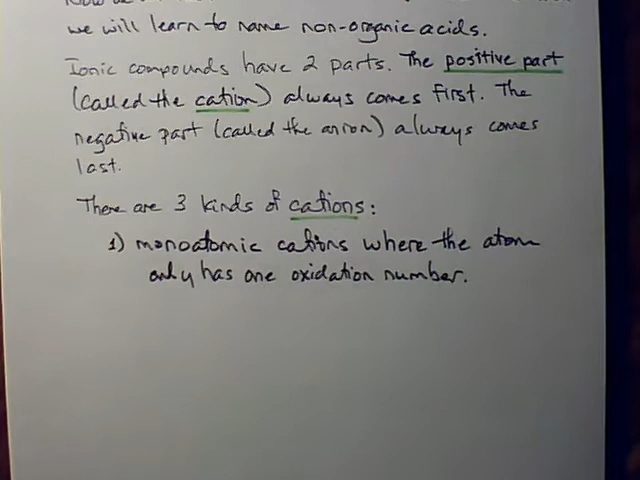 we will learn to name non-organic acids.
Ionic compounds have 2 parts. The positive part
(called the cation) always comes first. The
negative part (called the anion) always comes
last.
There are 3 kinds of cations:
1) monoatomic cations where the atom
only has one oxidation number.